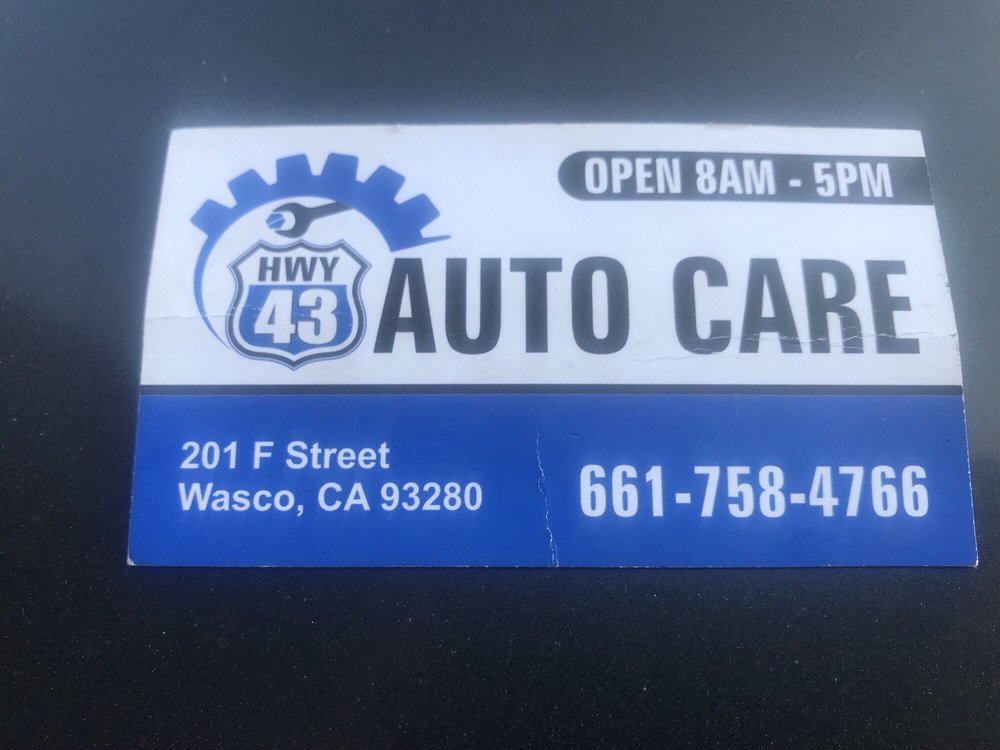 OPEN 8AM - 5PM
HWY
43
AUTO CARE
201 F Street
Wasco, CA 93280
661-758-4766